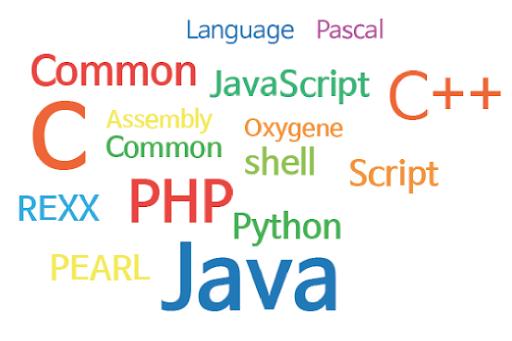 Language Pascal
Common JavaScript C++
C Assembly Oxygene
Common shell Script
REXX PHP Python
PEARL Java